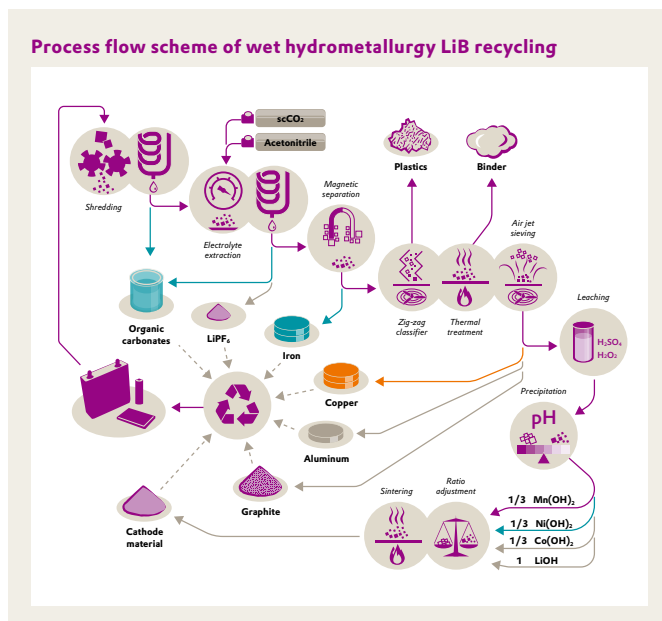 Process flow scheme of wet hydrometallurgy LiB recycling
scCO₂
Acetonitrile
Shredding
Electrolyte
extraction
Magnetic
separation
Plastics
Binder
Air jet
sieving
Zig-zag
classifier
Thermal
treatment
Leaching
H₂SO₄
H₂O₂
Organic
carbonates
LiPF₆
Iron
Copper
Aluminum
Graphite
Cathode
material
Precipitation
pH
Sintering
Ratio
adjustment
1/3 Mn(OH)₂
1/3 Ni(OH)₂
1/3 Co(OH)₂
1 LiOH